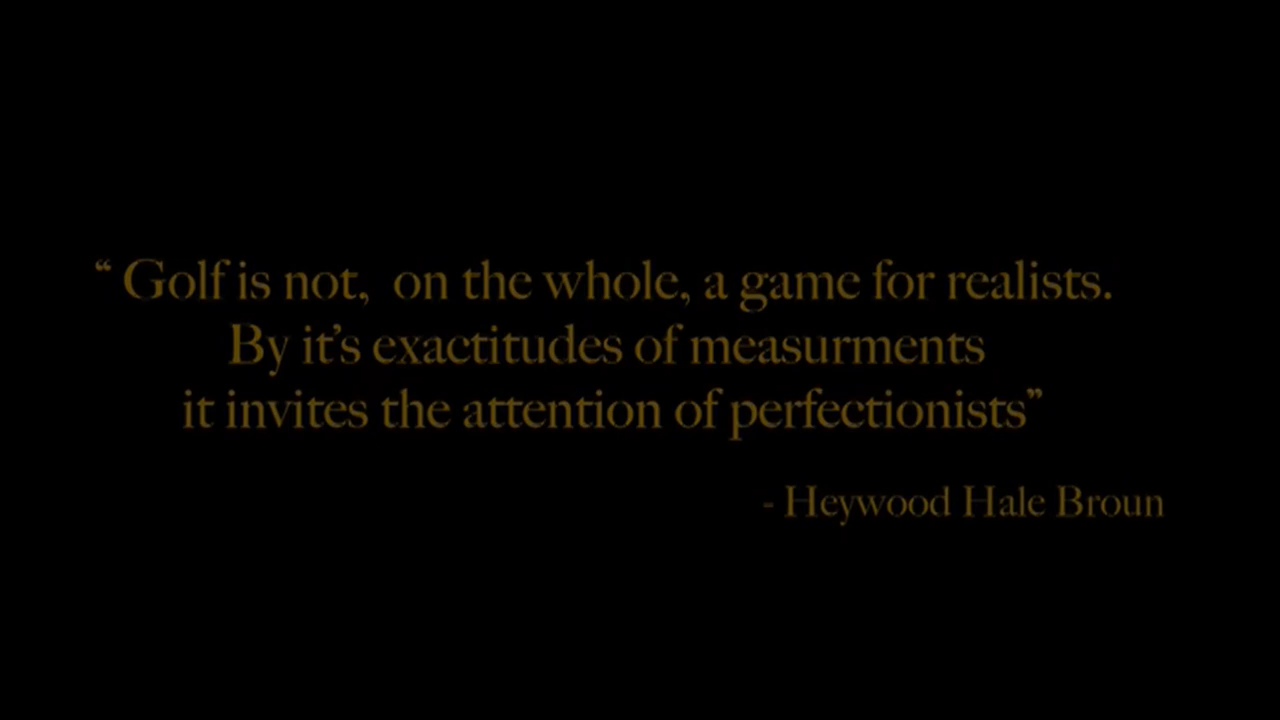 “ Golf is not,  on the whole, a game for realists.
By it’s exactitudes of measurments
it invites the attention of perfectionists”
- Heywood Hale Broun